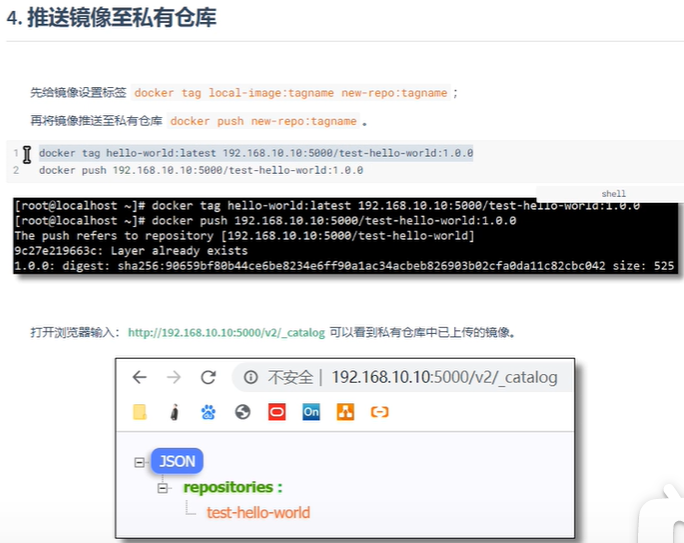 4. 推送镜像至私有仓库
先给镜像设置标签 docker tag local-image:tagname new-repo:tagname ;
再将镜像推送至私有仓库 docker push new-repo:tagname 。
1 docker tag hello-world:latest 192.168.10.10:5000/test-hello-world:1.0.0
2 docker push 192.168.10.10:5000/test-hello-world:1.0.0
shell
[root@localhost ~]# docker tag hello-world:latest 192.168.10.10:5000/test-hello-world:1.0.0
[root@localhost ~]# docker push 192.168.10.10:5000/test-hello-world:1.0.0
The push refers to repository [192.168.10.10:5000/test-hello-world]
9c27e219663c: Layer already exists
1.0.0: digest: sha256:90659bf80b44ce6be8234e6ff90a1ac34acbeb826903b02cfa0da11c82cbc042 size: 525
打开浏览器输入：http://192.168.10.10:5000/v2/_catalog 可以看到私有仓库中已上传的镜像。
不安全 | 192.168.10.10:5000/v2/_catalog
On
JSON
repositories :
test-hello-world